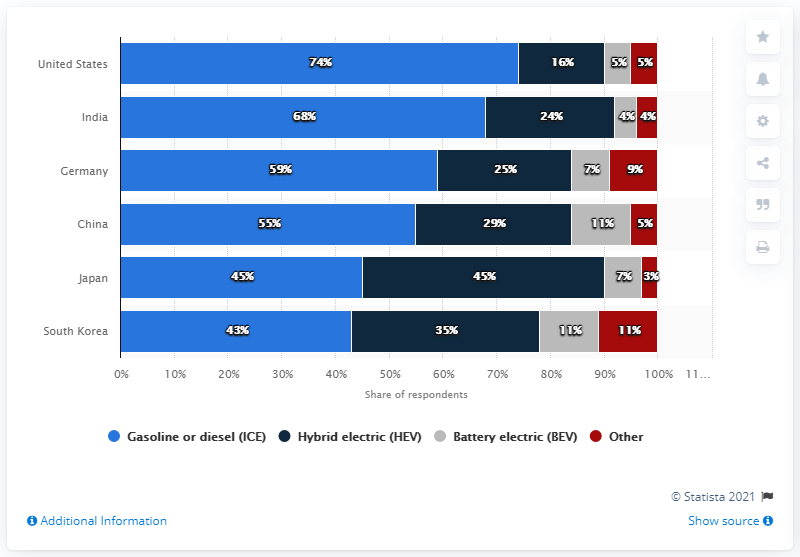 United States 74% 16% 5% 5%
India 68% 24% 4% 4%
Germany 59% 25% 7% 9%
China 55% 29% 11% 5%
Japan 45% 45% 7% 3%
South Korea 43% 35% 11% 11%
0% 10% 20% 30% 40% 50% 60% 70% 80% 90% 100% 11…
Share of respondents
Gasoline or diesel (ICE) Hybrid electric (HEV) Battery electric (BEV) Other
© Statista 2021
Additional Information Show source